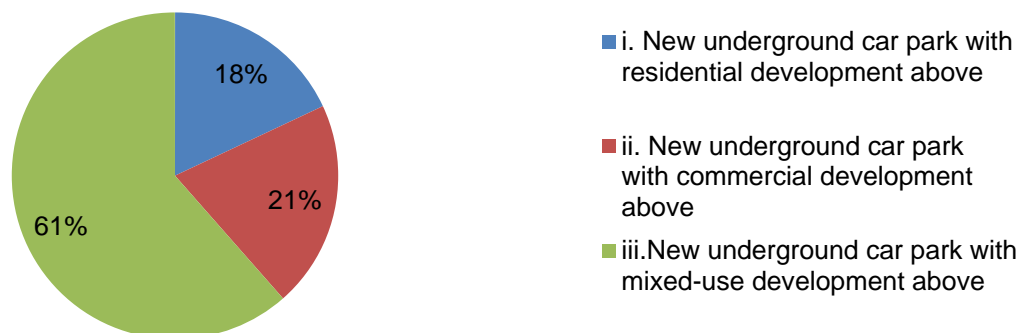 18%
21%
61%
i. New underground car park with
residential development above
ii. New underground car park
with commercial development
above
iii.New underground car park with
mixed-use development above